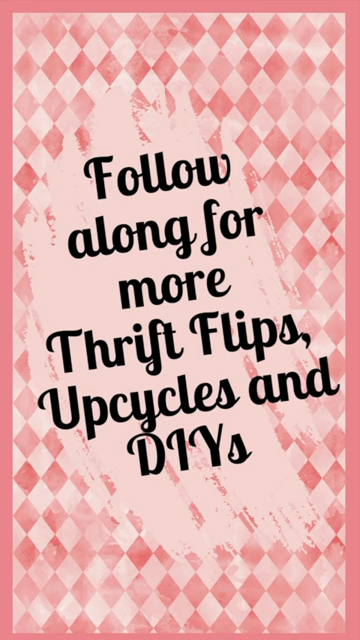 Follow
along for
more
Thrift Flips,
Upcycles and
DIYs